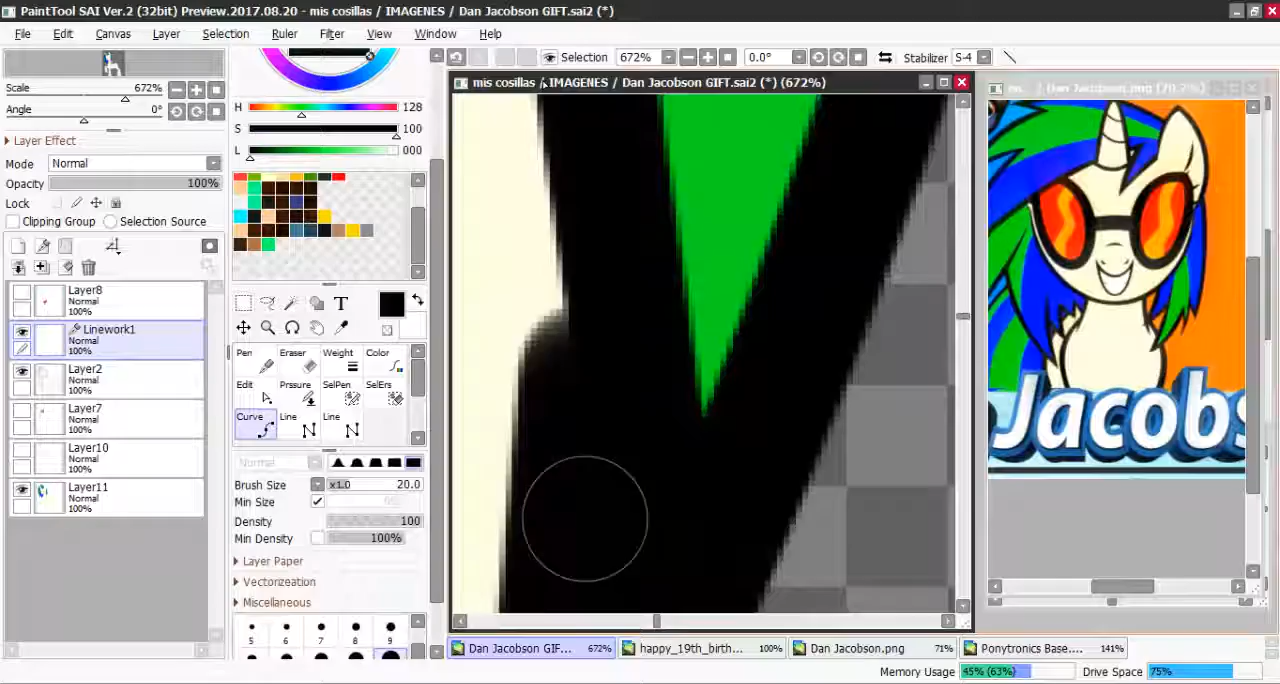 PaintTool SAI Ver.2 (32bit) Preview.2017.08.20 - mis cosillas / IMAGENES / Dan Jacobson GIFT.sai2 (*)
File Edit Canvas Layer Selection Ruler Filter View Window Help
Selection 672% 0.0° Stabilizer S-4
Scale 672%
Angle 0°
Layer Effect
Mode Normal
Opacity 100%
Lock
Clipping Group Selection Source
Layer8
Normal
100%
Linework1
Normal
100%
Layer2
Normal
100%
Layer7
Normal
100%
Layer10
Normal
100%
Layer11
Normal
100%
H 128
S 100
L 000
T
Pen Eraser Weight Color
Edit Prssure SelPen SelErs
Curve Line Line
Normal
Brush Size x1.0 20.0
Min Size
Density 100
Min Density 100%
Layer Paper
Vectorization
Miscellaneous
5 6 7 8 9
mis cosillas / IMAGENES / Dan Jacobson GIFT.sai2 (*) (672%)
Dan Jacobson.png
Jacobs
Dan Jacobson GIF... 672% happy_19th_birth... 100% Dan Jacobson.png 71% Ponytronics Base.... 141%
Memory Usage 45% (63%) Drive Space 75%